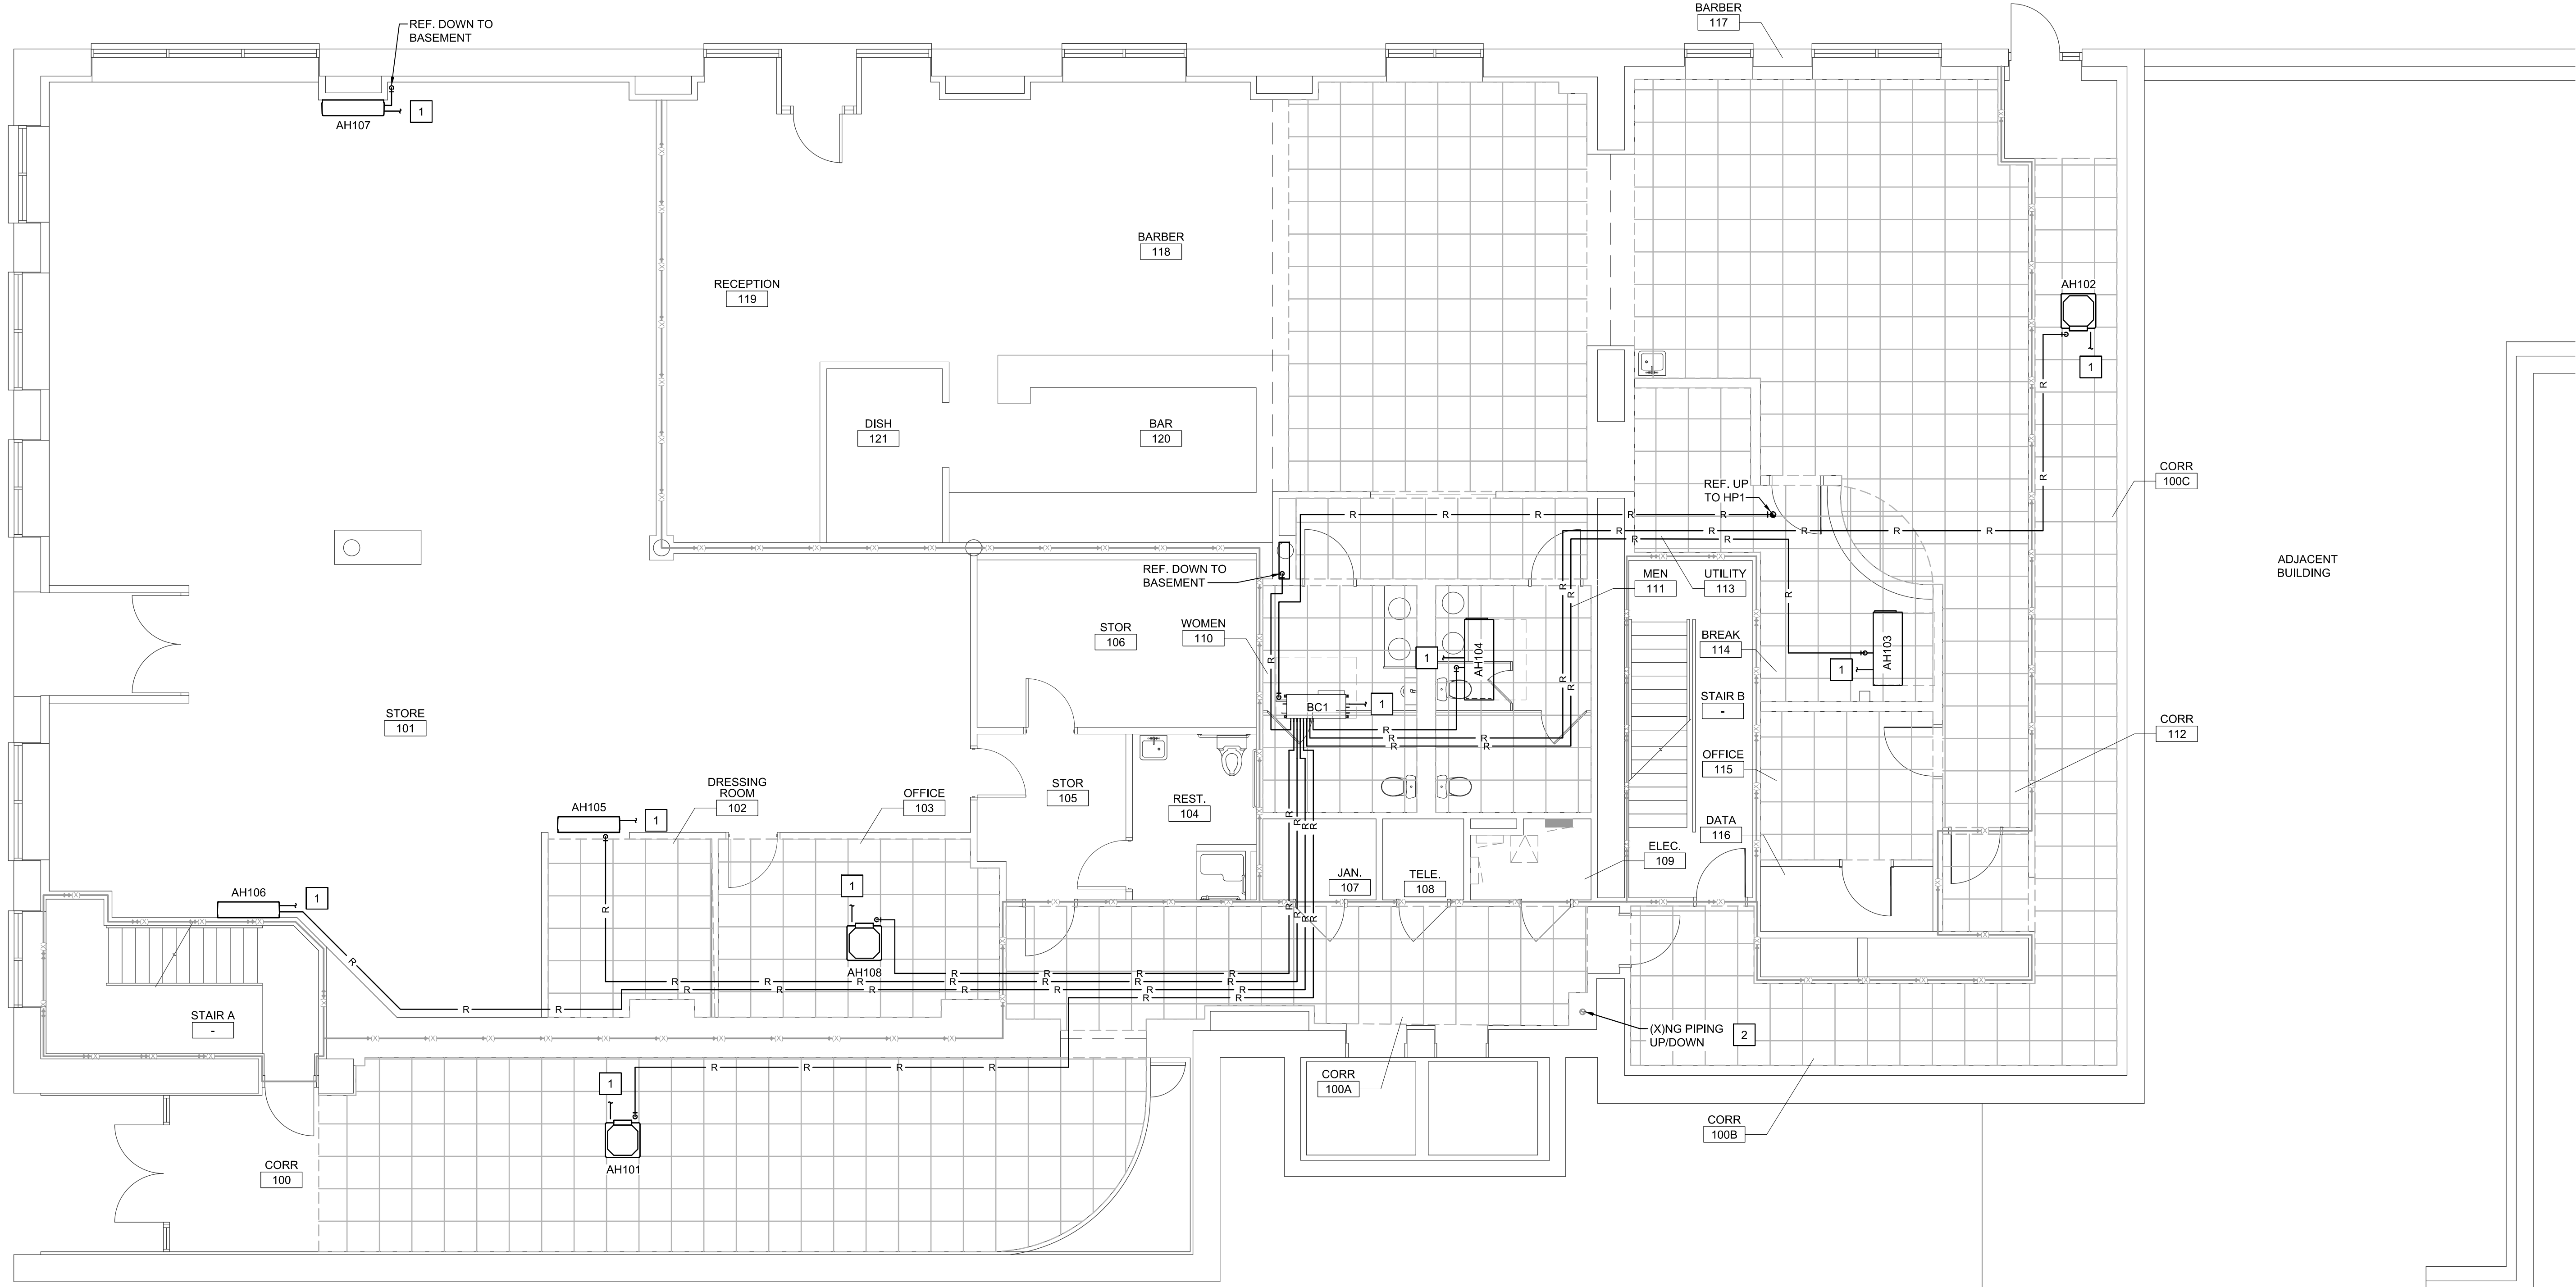 REF. DOWN TO
BASEMENT
BARBER
117
AH107
1
BARBER
118
RECEPTION
119
AH102
1
DISH
121
BAR
120
CORR
100C
REF. UP
TO HP1
R R R R R
R R R R R
R R
R
R
ADJACENT
BUILDING
REF. DOWN TO
BASEMENT
MEN
111
UTILITY
113
R
R
R
STOR
106
WOMEN
110
BREAK
114
AH104
1
AH103
1
R
R
R
STAIR B
-
BC1
1
STORE
101
R
R R
R R
CORR
112
OFFICE
115
DRESSING
ROOM
102
OFFICE
103
STOR
105
REST.
104
AH105
1
DATA
116
ELEC.
109
JAN.
107
TELE.
108
R
R
R
R
AH106
1
1
R
R
R
R
R
R
AH108
R R R R
R R R R R R R
R R R R R R
R R
R R
STAIR A
-
(X)NG PIPING
UP/DOWN
2
R R R R
1
CORR
100A
CORR
100B
AH101
CORR
100